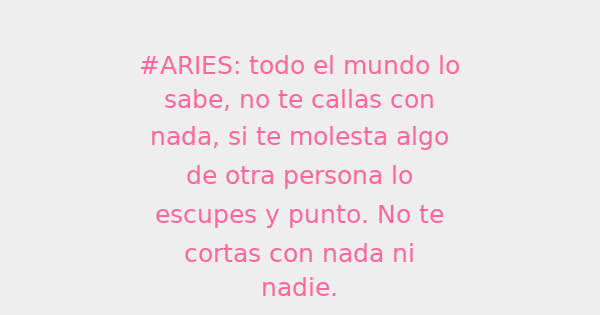 #ARIES: todo el mundo lo
sabe, no te callas con
nada, si te molesta algo
de otra persona lo
escupes y punto. No te
cortas con nada ni
nadie.